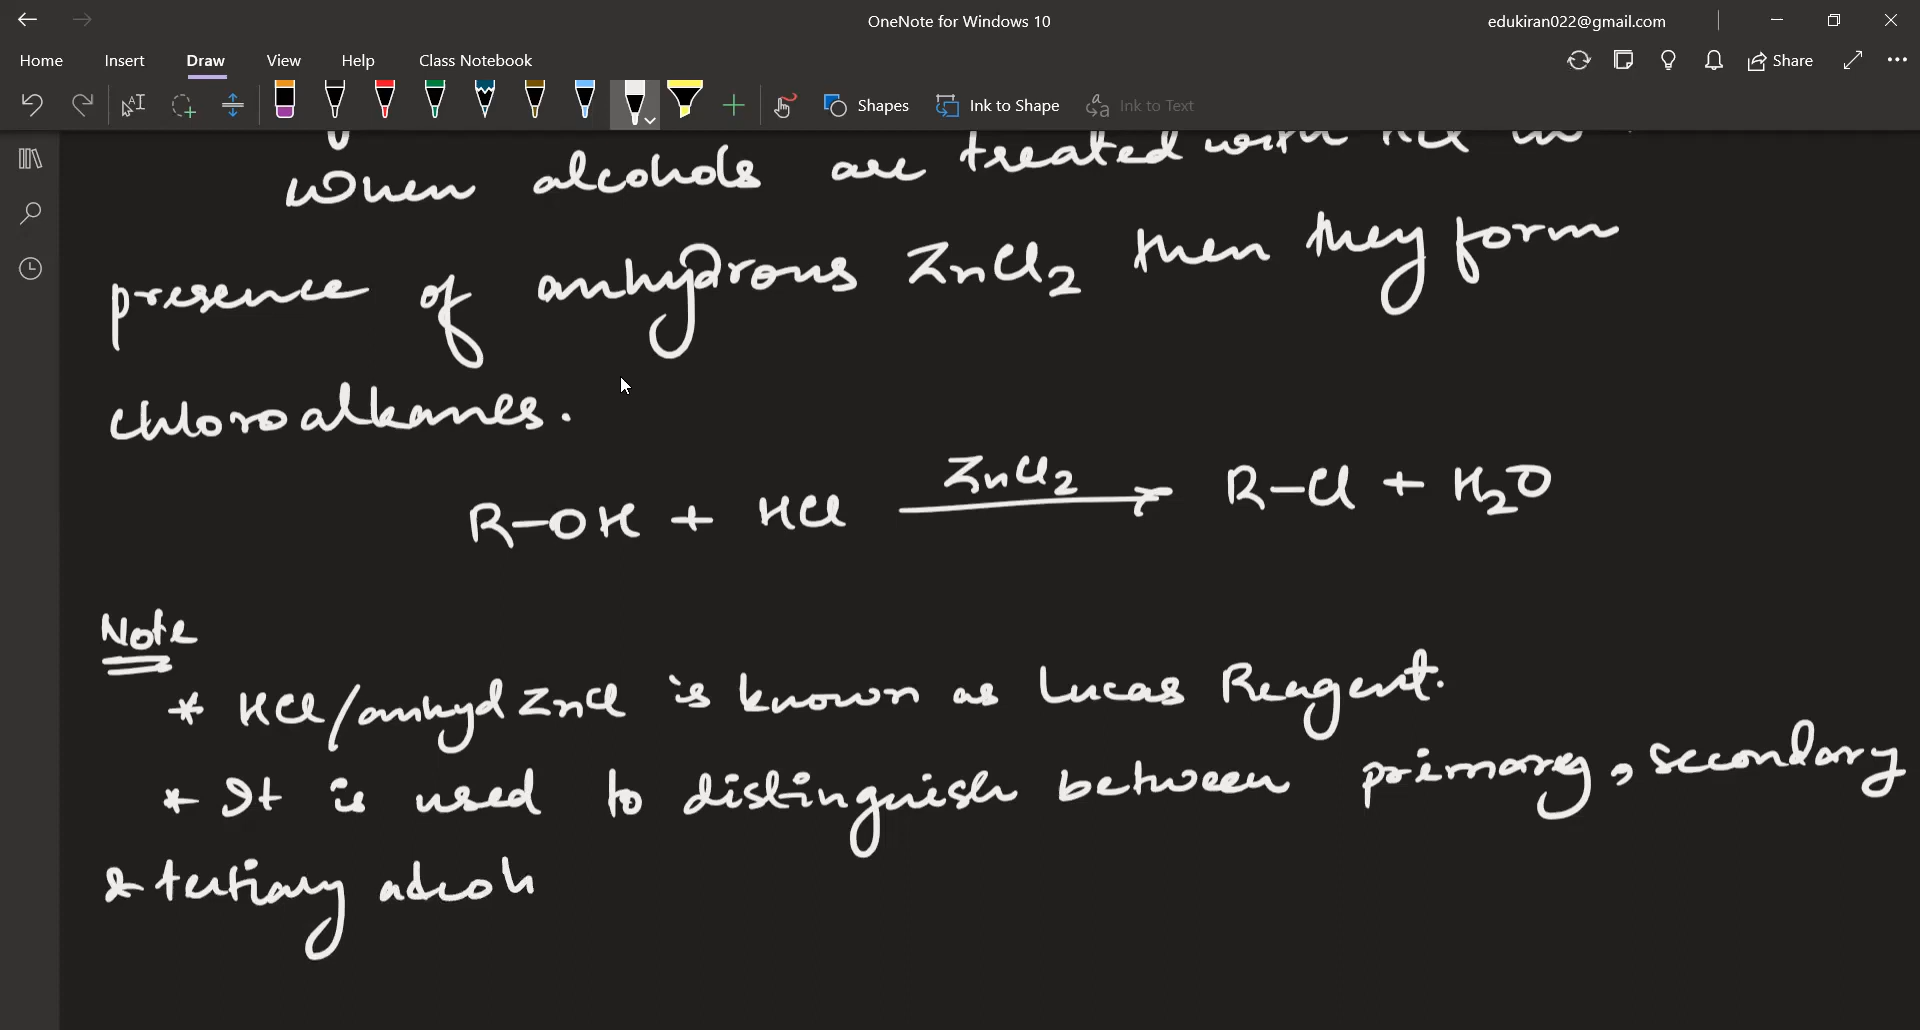 OneNote for Windows 10
edukiran022@gmail.com
Home Insert Draw View Help Class Notebook
Share
Shapes Ink to Shape Ink to Text
when alcohols are treated with HCl in
presence of anhydrous ZnCl2 then they form
chloroalkanes.
R-OH + HCl ZnCl2 → R-Cl + H2O
Note
* HCl/anhyd ZnCl is known as Lucas Reagent.
* It is used to distinguish between primary, secondary
& tertiary alcoh